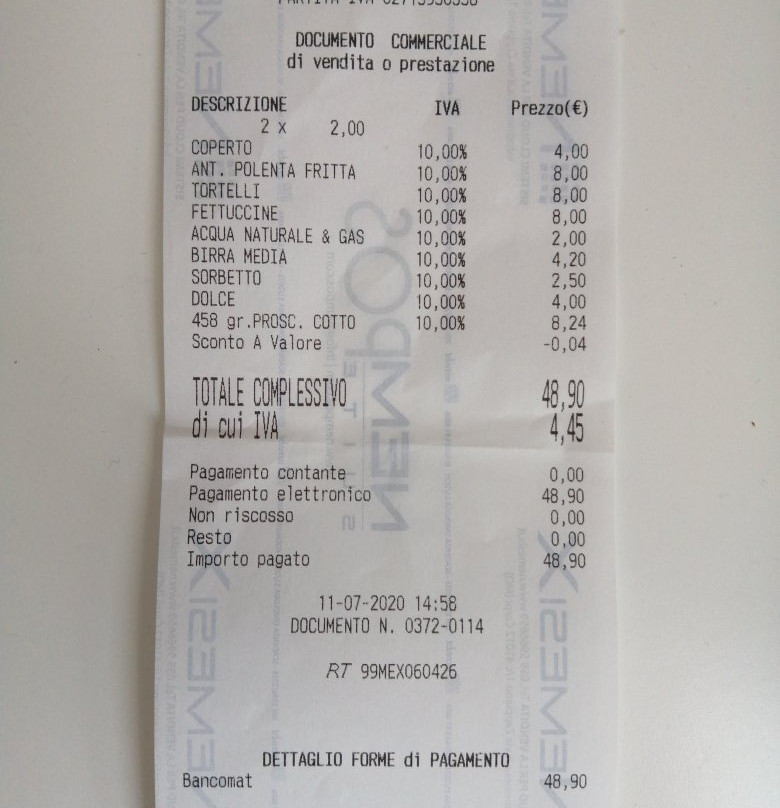 DOCUMENTO COMMERCIALE
di vendita o prestazione
DESCRIZIONE IVA Prezzo(€)
2 x 2,00
COPERTO 10,00% 4,00
ANT. POLENTA FRITTA 10,00% 8,00
TORTELLI 10,00% 8,00
FETTUCCINE 10,00% 8,00
ACQUA NATURALE & GAS 10,00% 2,00
BIRRA MEDIA 10,00% 4,20
SORBETTO 10,00% 2,50
DOLCE 10,00% 4,00
458 gr.PROSC. COTTO 10,00% 8,24
Sconto A Valore -0,04
TOTALE COMPLESSIVO 48,90
di cui IVA 4,45
Pagamento contante 0,00
Pagamento elettronico 48,90
Non riscosso 0,00
Resto 0,00
Importo pagato 48,90
11-07-2020 14:58
DOCUMENTO N. 0372-0114
RT 99MEX060426
DETTAGLIO FORME di PAGAMENTO
Bancomat 48,90
NEMPOS
NEMESIX
NEMESIX